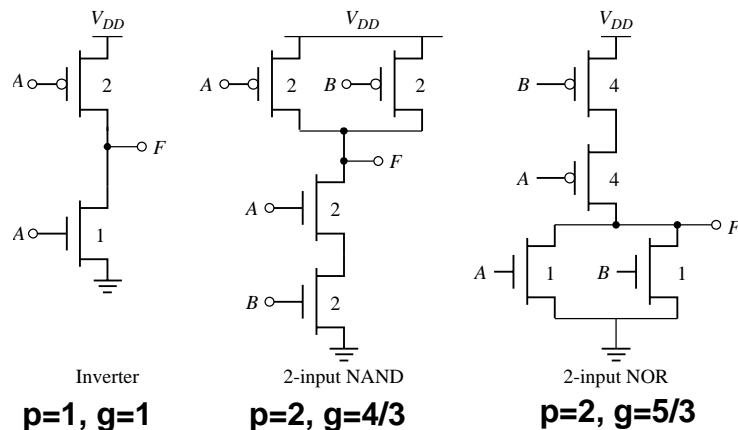 V_DD
A
2
F
A
1
Inverter
p=1, g=1
V_DD
A
2
B
2
F
A
2
B
2
2-input NAND
p=2, g=4/3
V_DD
B
4
A
4
F
A
1
B
1
2-input NOR
p=2, g=5/3